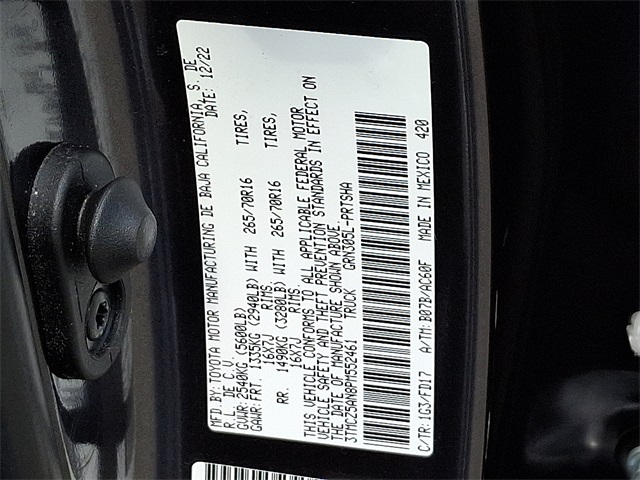 MFD. BY: TOYOTA MOTOR MANUFACTURING DE BAJA CALIFORNIA, S. DE
R. L. DE C. V. DATE: 12/22
GVWR: 2540KG (5600LB)
GAWR: FRT. 1335KG (2940LB) WITH 265/70R16 TIRES,
16X7J RIMS.
RR. 1490KG (3280LB) WITH 265/70R16 TIRES,
16X7J RIMS.
THIS VEHICLE CONFORMS TO ALL APPLICABLE FEDERAL MOTOR
VEHICLE SAFETY AND THEFT PREVENTION STANDARDS IN EFFECT ON
THE DATE OF MANUFACTURE SHOWN ABOVE.
3TMCZ5AN8PM552461 TRUCK GRN305L-PRTSHA
C/TR: 1G3/FD17 A/TM: B07B/AC60F MADE IN MEXICO 420